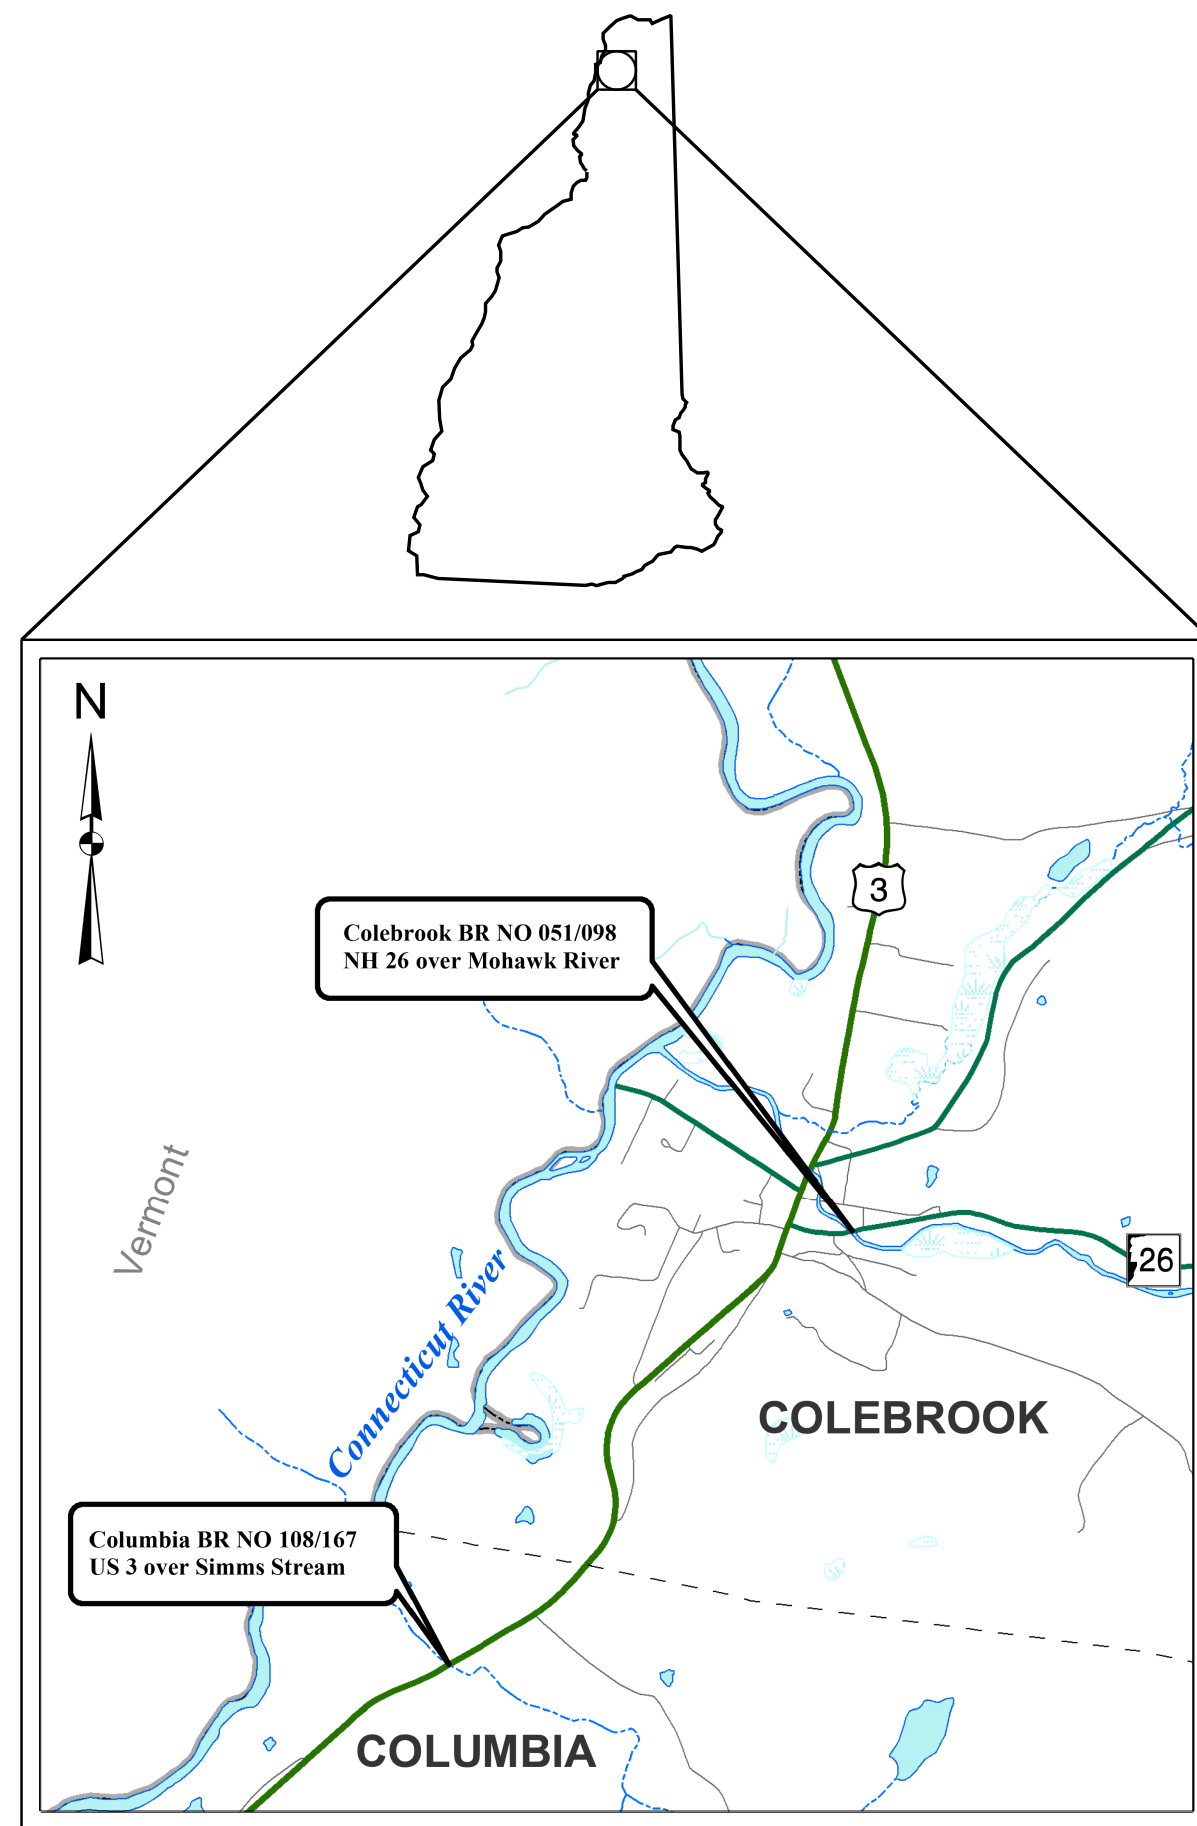 N
3
Colebrook BR NO 051/098
NH 26 over Mohawk River
Vermont
26
Connecticut River
COLEBROOK
Columbia BR NO 108/167
US 3 over Simms Stream
COLUMBIA